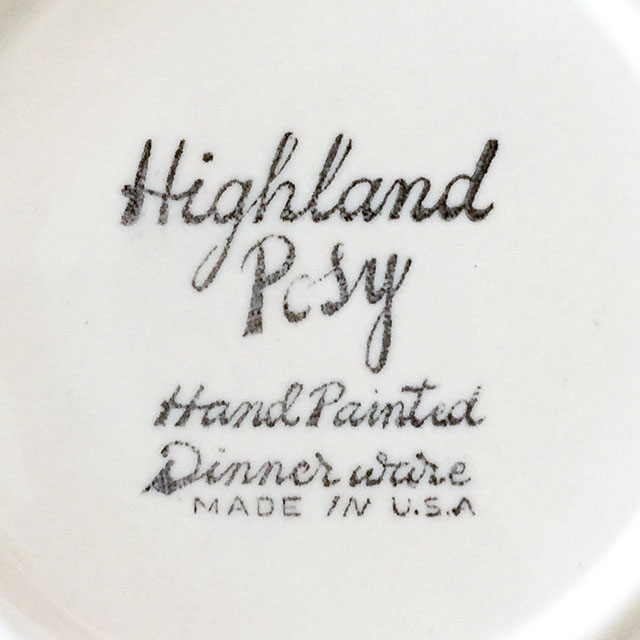 Highland
Posy
Hand Painted
Dinnerware
MADE IN U.S.A